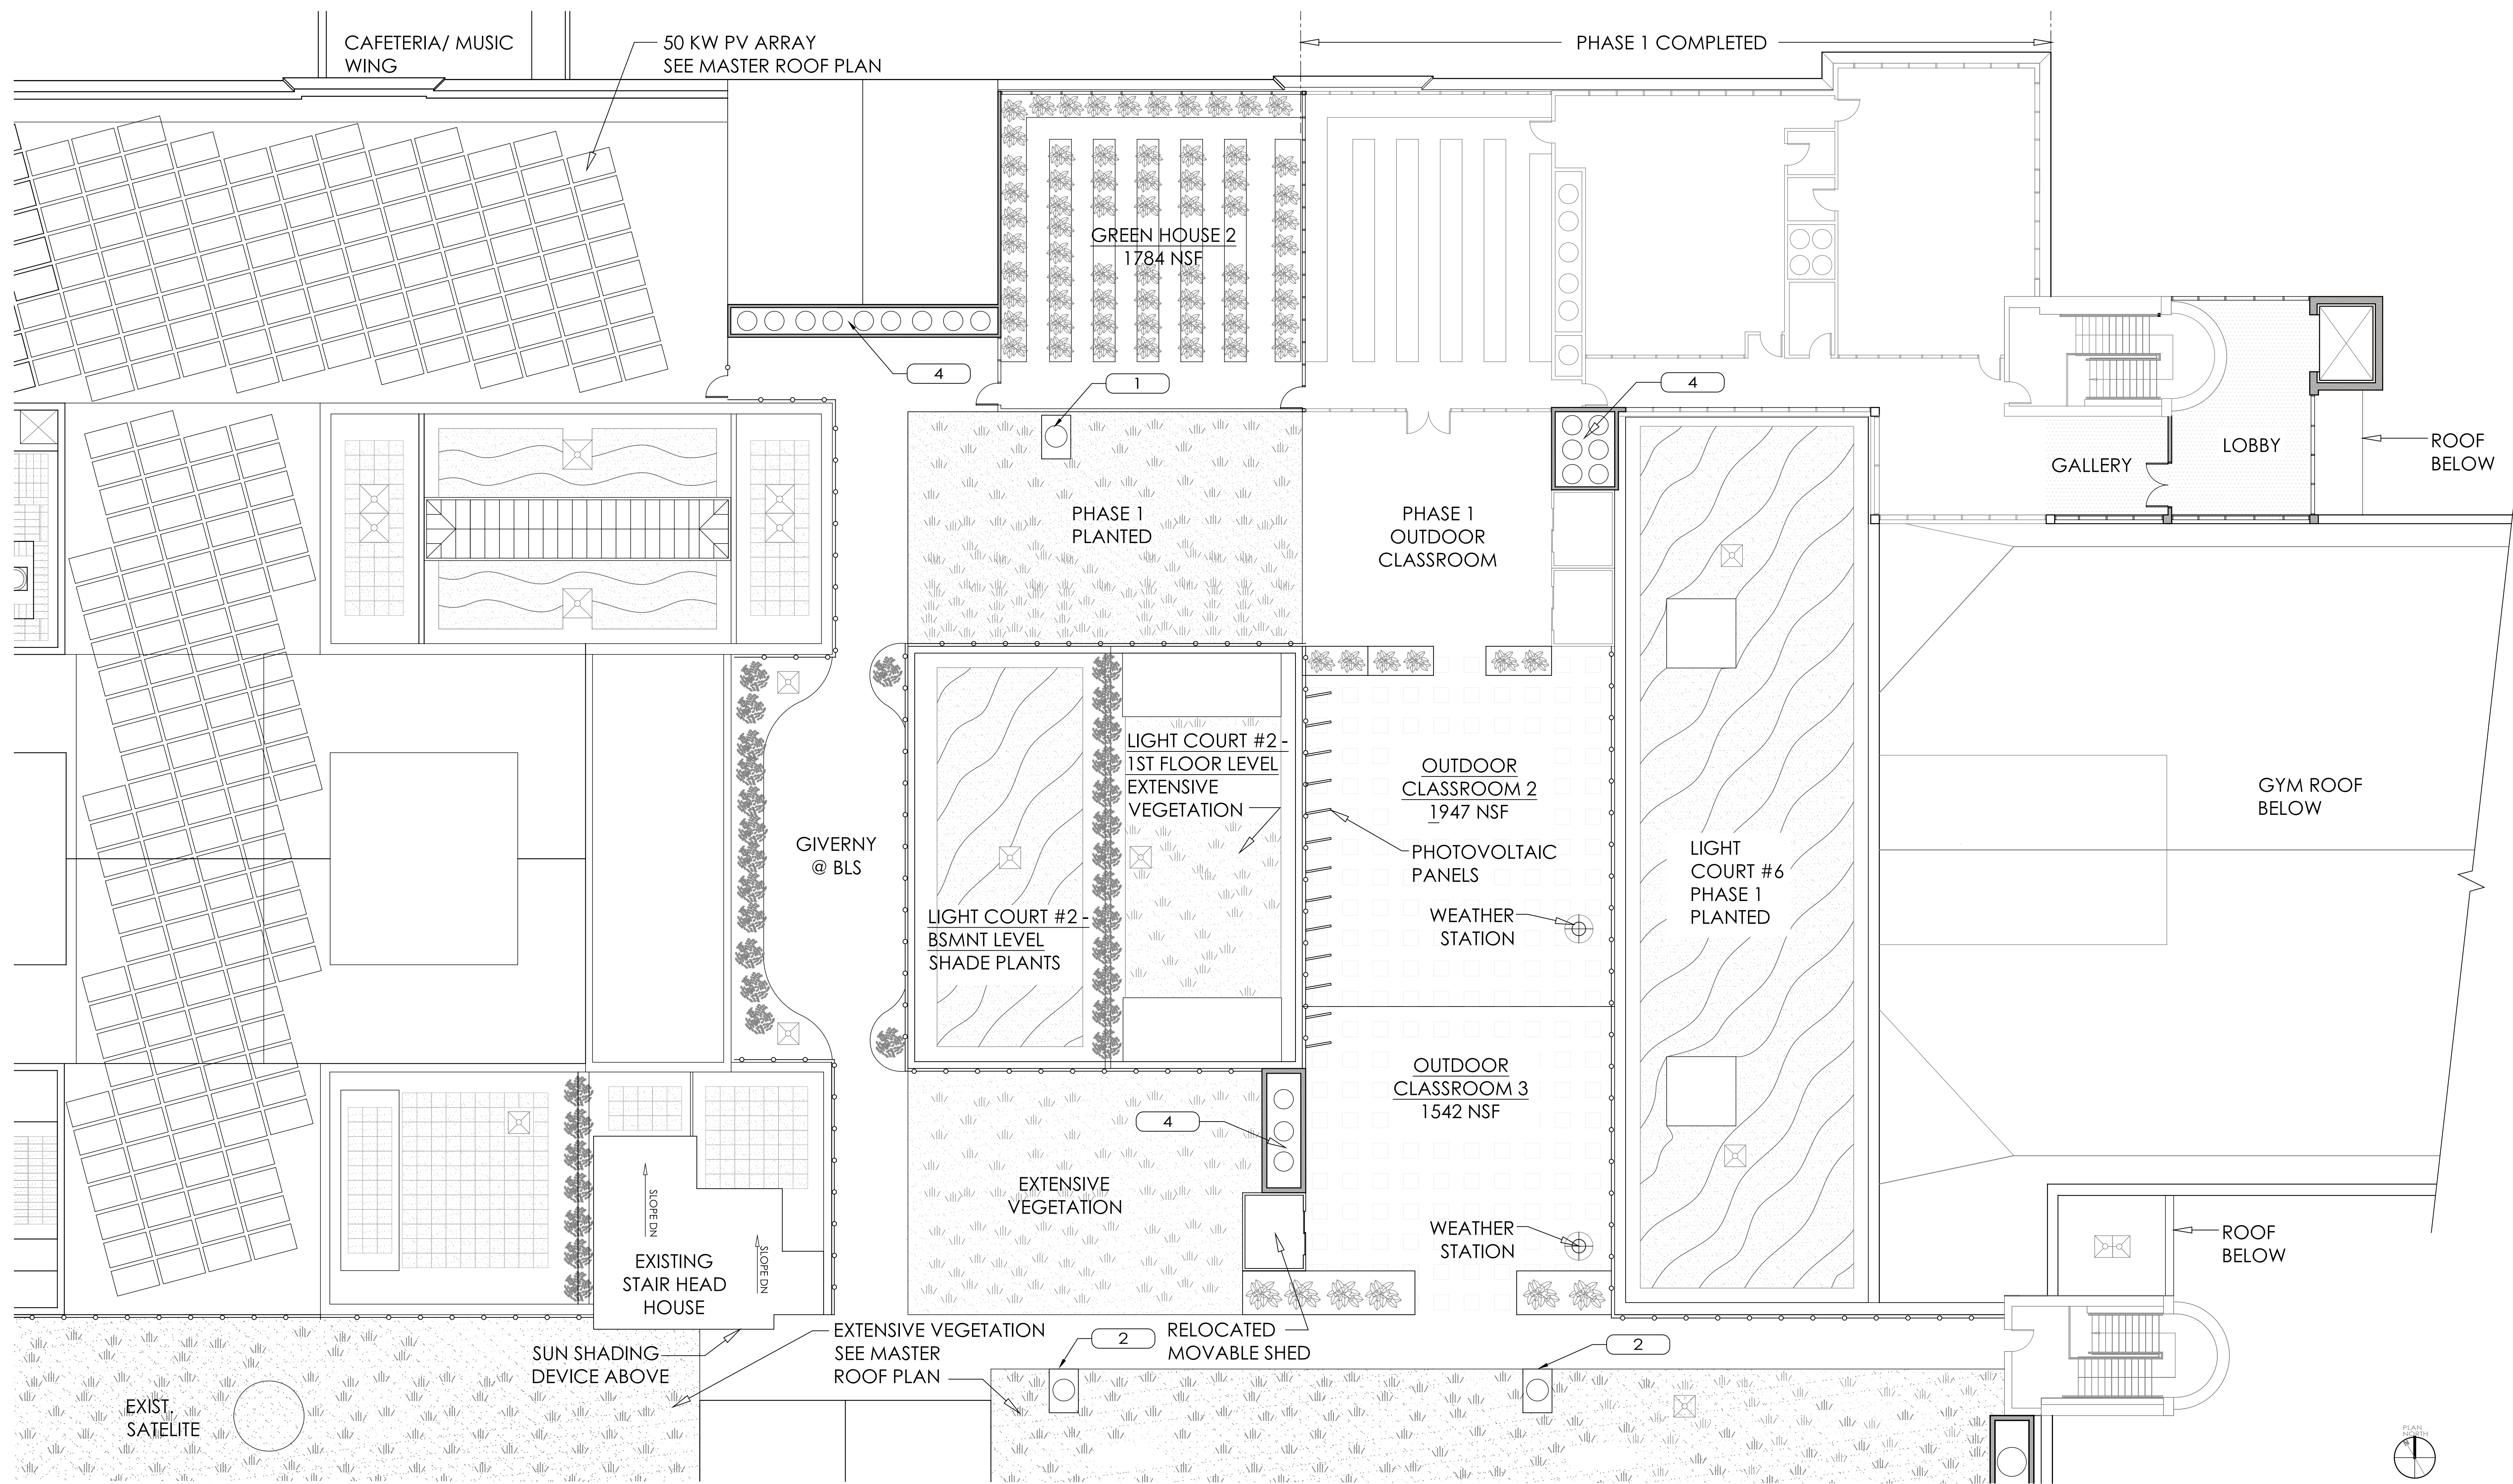 CAFETERIA/ MUSIC
WING
50 KW PV ARRAY
SEE MASTER ROOF PLAN
PHASE 1 COMPLETED
GREEN HOUSE 2
1784 NSF
4
1
4
ROOF
BELOW
LOBBY
GALLERY
PHASE 1
PLANTED
PHASE 1
OUTDOOR
CLASSROOM
LIGHT COURT #2 -
1ST FLOOR LEVEL
EXTENSIVE
VEGETATION
OUTDOOR
CLASSROOM 2
1947 NSF
GYM ROOF
BELOW
GIVERNY
@ BLS
PHOTOVOLTAIC
PANELS
LIGHT
COURT #6
PHASE 1
PLANTED
LIGHT COURT #2 -
BSMNT LEVEL
SHADE PLANTS
WEATHER
STATION
OUTDOOR
CLASSROOM 3
1542 NSF
4
EXTENSIVE
VEGETATION
SLOPE DN
SLOPE DN
WEATHER
STATION
ROOF
BELOW
EXISTING
STAIR HEAD
HOUSE
EXTENSIVE VEGETATION
SEE MASTER
ROOF PLAN
2
RELOCATED
MOVABLE SHED
2
SUN SHADING
DEVICE ABOVE
EXIST.
SATELITE
PLAN
NORTH